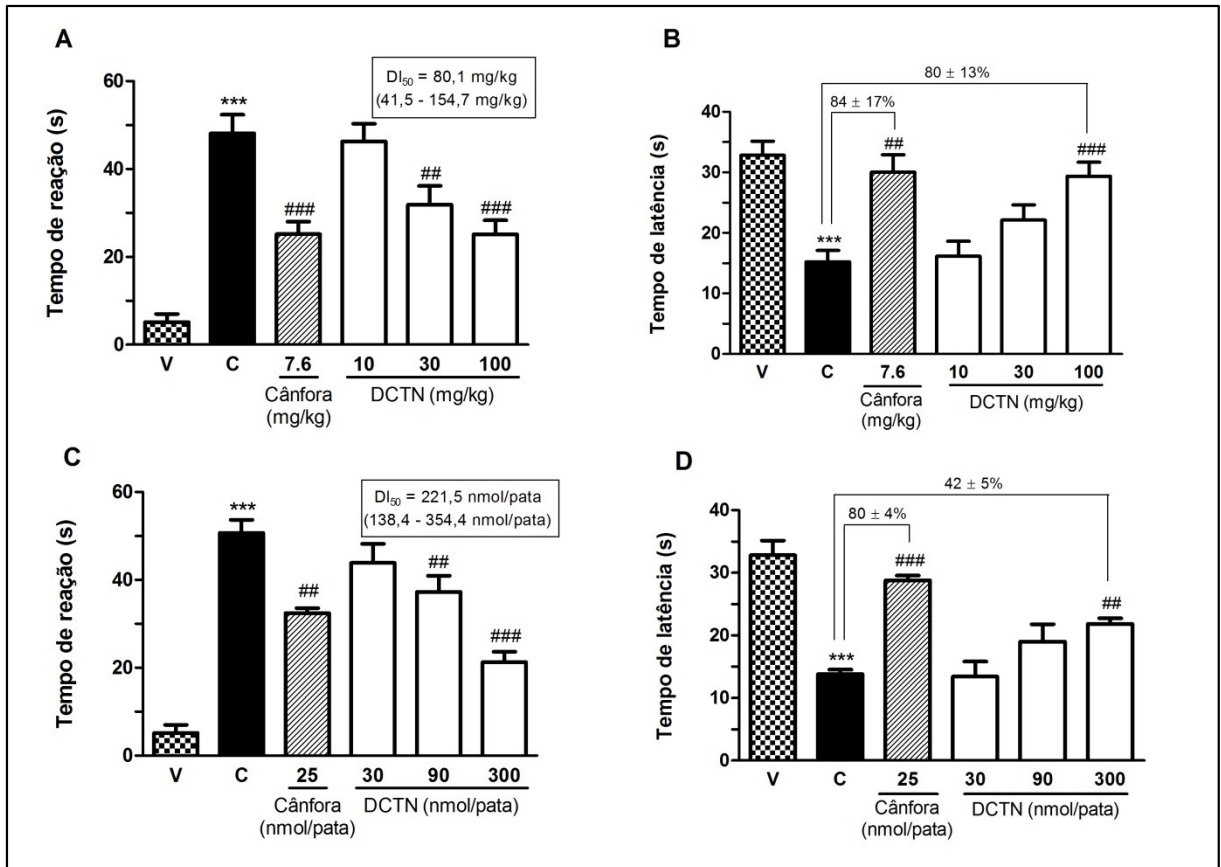 A
Tempo de reação (s)
60
40
20
0
DI₅₀ = 80,1 mg/kg
(41,5 - 154,7 mg/kg)
***
###
##
###
V C 7.6 10 30 100
Cânfora DCTN (mg/kg)
(mg/kg)
B
Tempo de latência (s)
40
30
20
10
0
80 ± 13%
84 ± 17%
***
##
###
V C 7.6 10 30 100
Cânfora DCTN (mg/kg)
(mg/kg)
C
Tempo de reação (s)
60
40
20
0
DI₅₀ = 221,5 nmol/pata
(138,4 - 354,4 nmol/pata)
***
##
##
###
V C 25 30 90 300
Cânfora DCTN (nmol/pata)
(nmol/pata)
D
Tempo de latência (s)
40
30
20
10
0
42 ± 5%
80 ± 4%
***
###
##
V C 25 30 90 300
Cânfora DCTN (nmol/pata)
(nmol/pata)